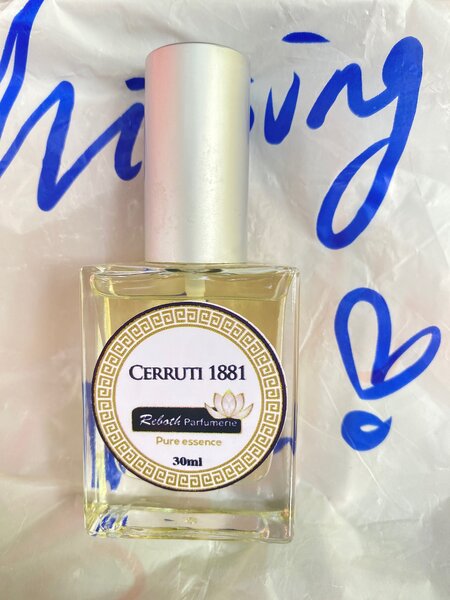 CERRUTI 1881
Reboth Parfumerie
Pure essence
30ml